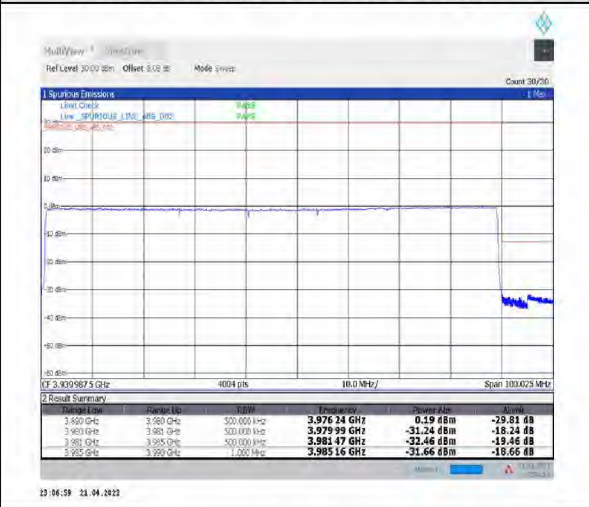 MultiView
Ref Level 30.00 dBm Offset 8.08 dB Mode Sweep
Count 30/30
1 Spurious Emissions
1 Max
Limit Check PASS
Line _SPURIOUS_LINE_ABS_002 PASS
10 dBm
0 dBm
-10 dBm
-20 dBm
-30 dBm
-40 dBm
-50 dBm
-60 dBm
CF 3.9399875 GHz 4004 pts 10.0 MHz/ Span 100.025 MHz
2 Result Summary
Range Low Range Up RBW Frequency Power Abs ΔLimit
3.890 GHz 3.980 GHz 500.000 kHz 3.976 24 GHz 0.19 dBm -29.81 dB
3.980 GHz 3.981 GHz 500.000 kHz 3.979 99 GHz -31.24 dBm -18.24 dB
3.981 GHz 3.985 GHz 500.000 kHz 3.981 47 GHz -32.46 dBm -19.46 dB
3.985 GHz 3.990 GHz 1.000 MHz 3.985 16 GHz -31.66 dBm -18.66 dB
23:06:59 21.04.2022